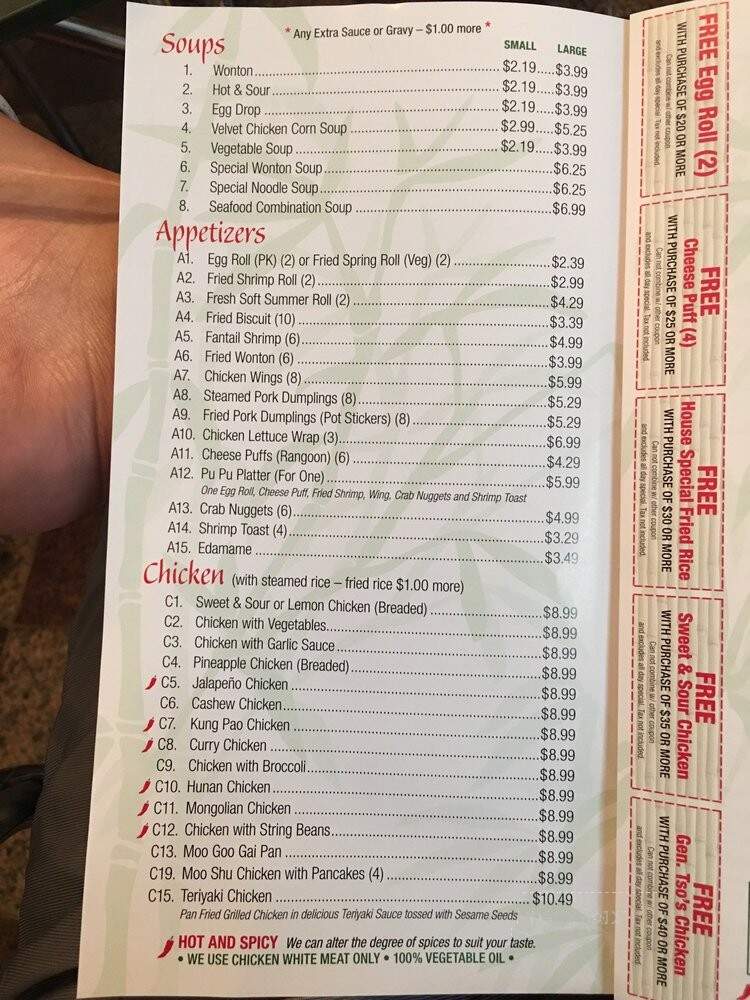 * Any Extra Sauce or Gravy – $1.00 more *
Soups
SMALL LARGE
1. Wonton $2.19 $3.99
2. Hot & Sour $2.19 $3.99
3. Egg Drop $2.19 $3.99
4. Velvet Chicken Corn Soup $2.99 $5.25
5. Vegetable Soup $2.19 $3.99
6. Special Wonton Soup $6.25
7. Special Noodle Soup $6.25
8. Seafood Combination Soup $6.99
Appetizers
A1. Egg Roll (PK) (2) or Fried Spring Roll (Veg) (2) $2.39
A2. Fried Shrimp Roll (2) $2.99
A3. Fresh Soft Summer Roll (2) $4.29
A4. Fried Biscuit (10) $3.39
A5. Fantail Shrimp (6) $4.99
A6. Fried Wonton (6) $3.99
A7. Chicken Wings (8) $5.99
A8. Steamed Pork Dumplings (8) $5.29
A9. Fried Pork Dumplings (Pot Stickers) (8) $5.29
A10. Chicken Lettuce Wrap (3) $6.99
A11. Cheese Puffs (Rangoon) (6) $4.29
A12. Pu Pu Platter (For One) $5.99
One Egg Roll, Cheese Puff, Fried Shrimp, Wing, Crab Nuggets and Shrimp Toast
A13. Crab Nuggets (6) $4.99
A14. Shrimp Toast (4) $3.29
A15. Edamame $3.49
Chicken (with steamed rice – fried rice $1.00 more)
C1. Sweet & Sour or Lemon Chicken (Breaded) $8.99
C2. Chicken with Vegetables $8.99
C3. Chicken with Garlic Sauce $8.99
C4. Pineapple Chicken (Breaded) $8.99
C5. Jalapeño Chicken $8.99
C6. Cashew Chicken $8.99
C7. Kung Pao Chicken $8.99
C8. Curry Chicken $8.99
C9. Chicken with Broccoli $8.99
C10. Hunan Chicken $8.99
C11. Mongolian Chicken $8.99
C12. Chicken with String Beans $8.99
C13. Moo Goo Gai Pan $8.99
C19. Moo Shu Chicken with Pancakes (4) $8.99
C15. Teriyaki Chicken $10.49
Pan Fried Grilled Chicken in delicious Teriyaki Sauce tossed with Sesame Seeds
HOT AND SPICY We can alter the degree of spices to suit your taste.
• WE USE CHICKEN WHITE MEAT ONLY • 100% VEGETABLE OIL •
FREE Egg Roll (2)
WITH PURCHASE OF $20 OR MORE
Can not combine w/ other coupon
and excludes all day special. Tax not included.
FREE
Cheese Puff (4)
WITH PURCHASE OF $25 OR MORE
Can not combine w/ other coupon
and excludes all day special. Tax not included.
FREE
House Special Fried Rice
WITH PURCHASE OF $30 OR MORE
Can not combine w/ other coupon
and excludes all day special. Tax not included.
FREE
Sweet & Sour Chicken
WITH PURCHASE OF $35 OR MORE
Can not combine w/ other coupon
and excludes all day special. Tax not included.
FREE
Gen. Tso's Chicken
WITH PURCHASE OF $40 OR MORE
Can not combine w/ other coupon
and excludes all day special. Tax not included.